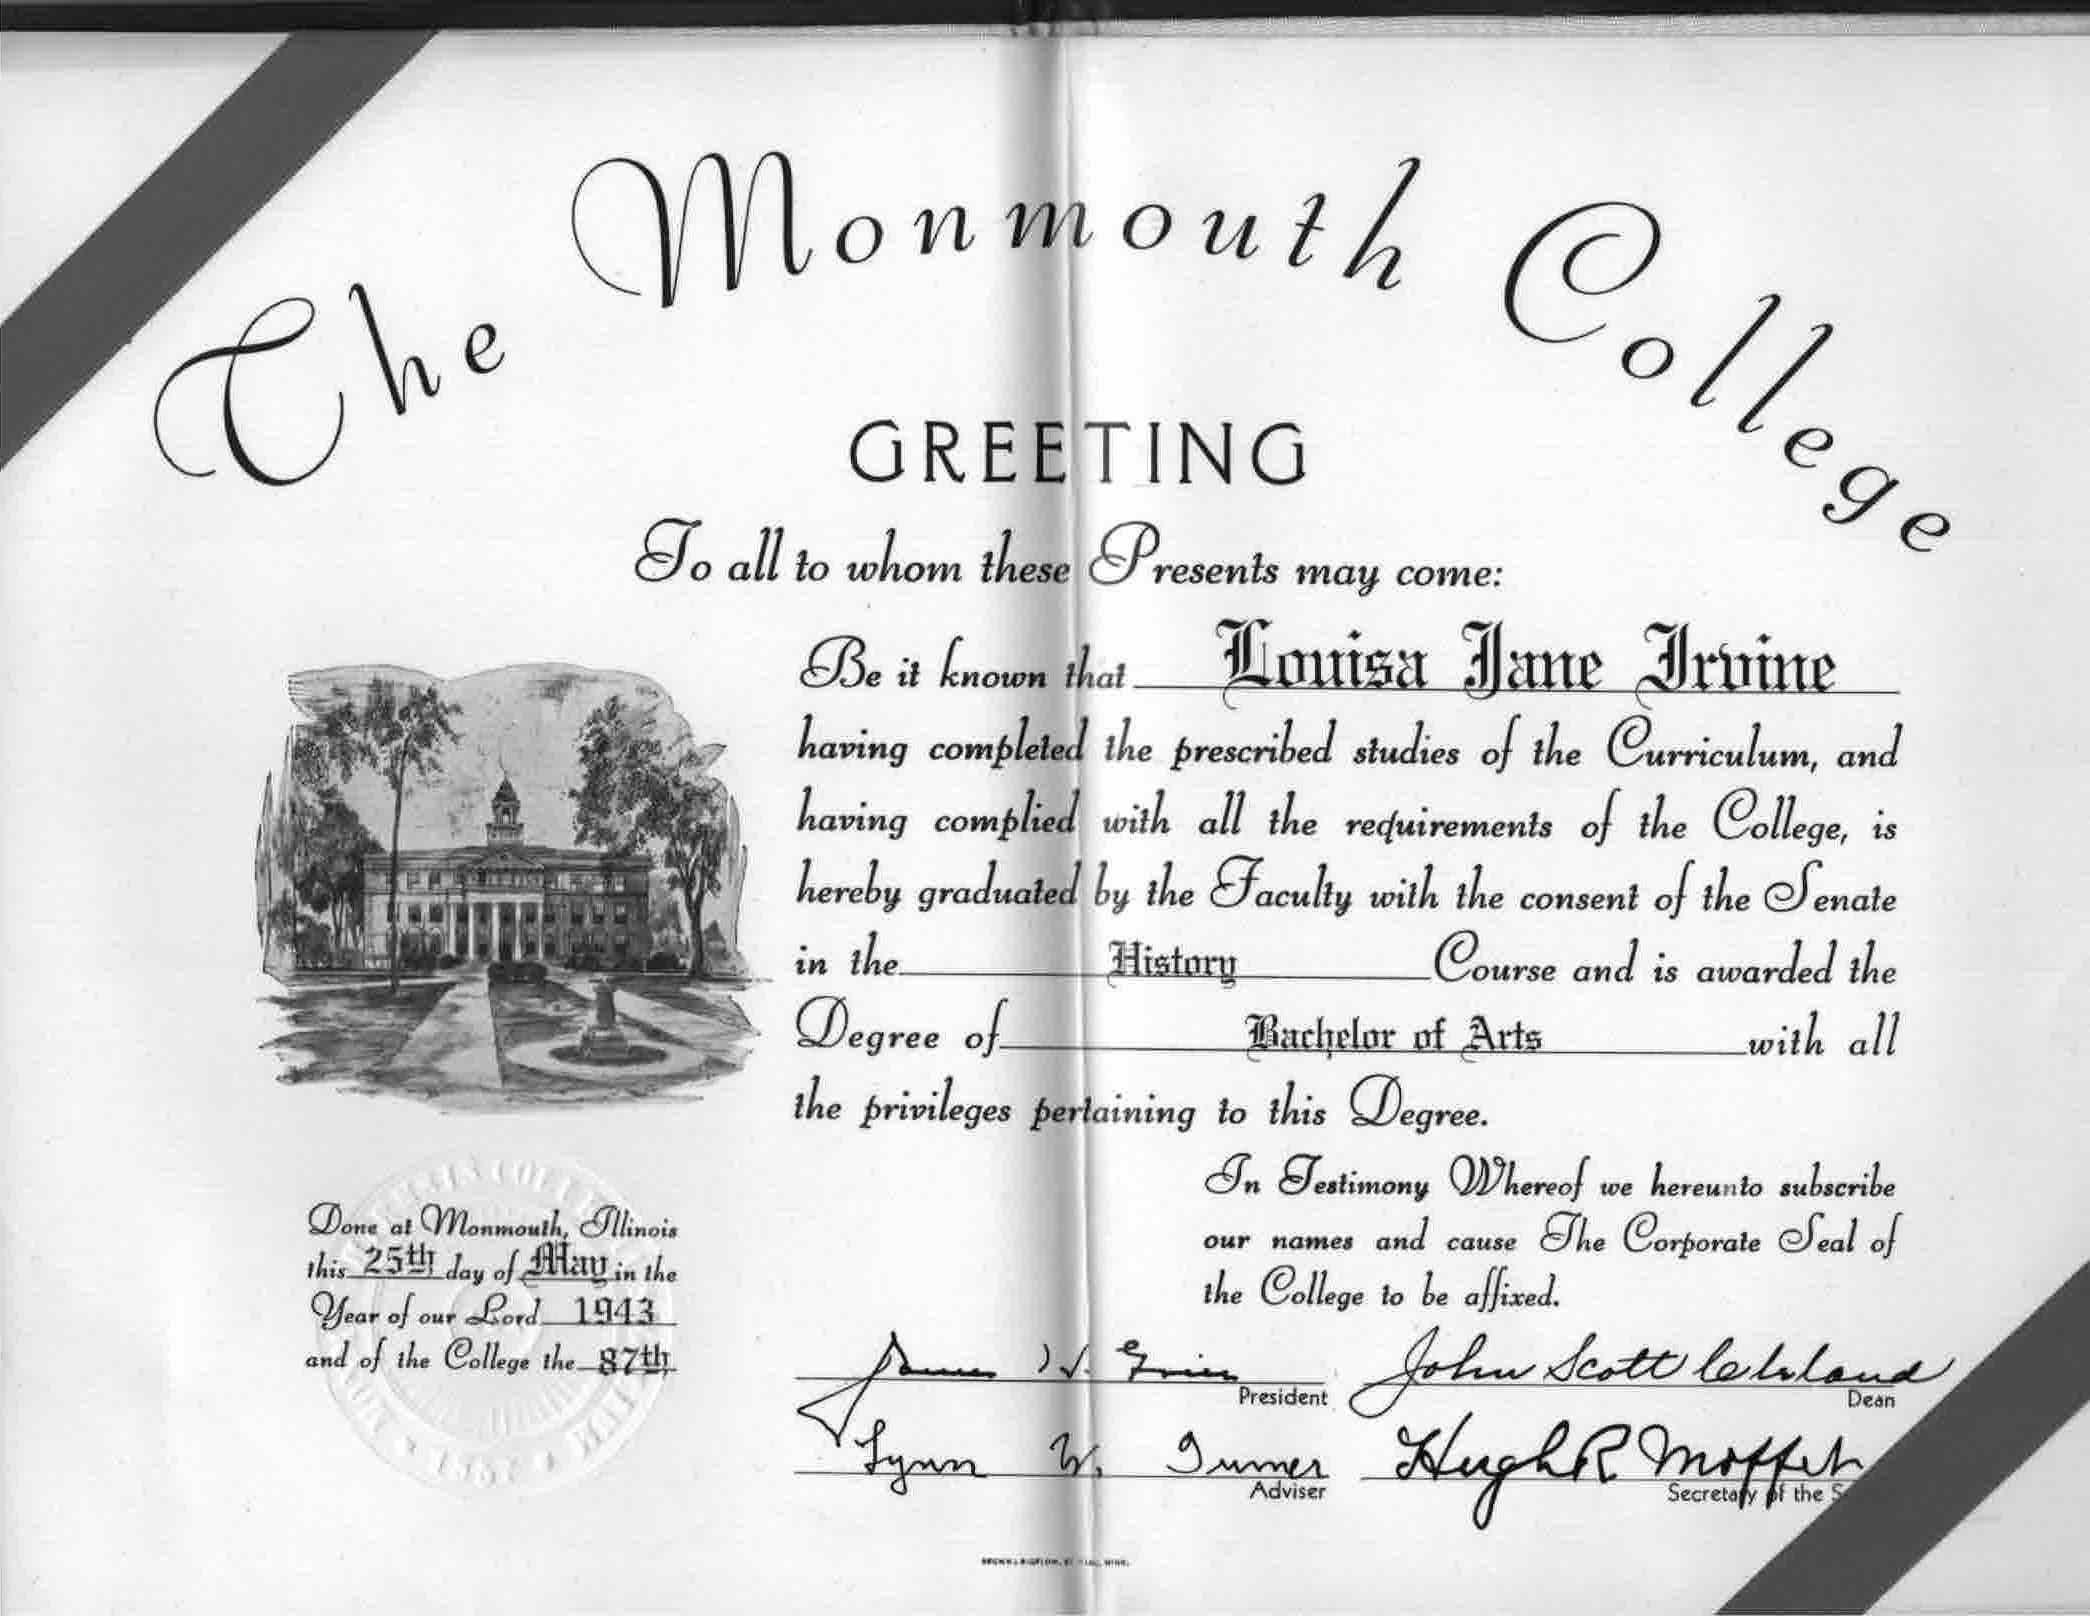 The Monmouth College
GREETING
To all to whom these Presents may come:
Be it known that Louisa Jane Irvine
having completed the prescribed studies of the Curriculum, and
having complied with all the requirements of the College, is
hereby graduated by the Faculty with the consent of the Senate
in the History Course and is awarded the
Degree of Bachelor of Arts with all
the privileges pertaining to this Degree.
In Testimony Whereof we hereunto subscribe
our names and cause The Corporate Seal of
the College to be affixed.
Done at Monmouth, Illinois
this 25th day of May in the
Year of our Lord 1943
and of the College the 87th
James H. Grier
President
John Scott Cleland
Dean
Lynn W. Turner
Adviser
Hugh R Moffet
Secretary of the S